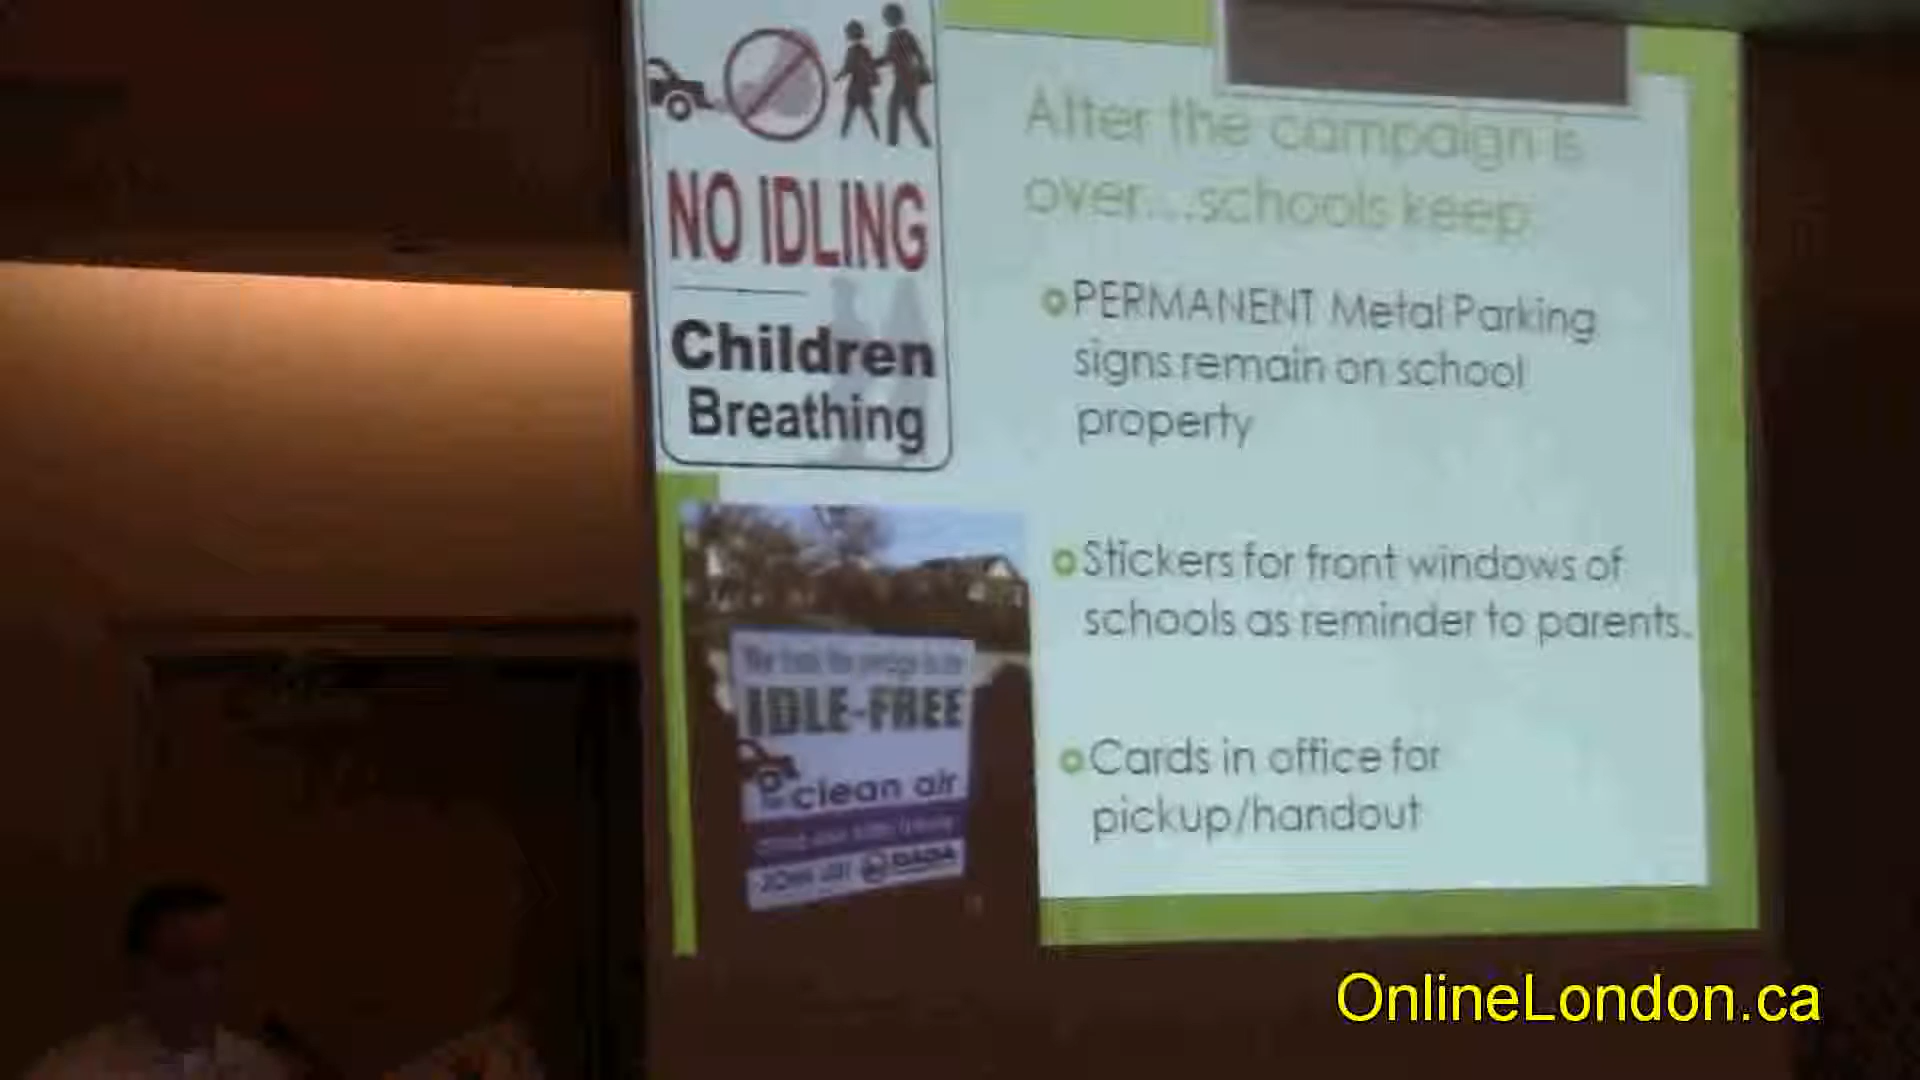 NO IDLING
Children
Breathing
After the campaign is
over...schools keep:
PERMANENT Metal Parking
signs remain on school
property
Stickers for front windows of
schools as reminder to parents.
Cards in office for
pickup/handout
IDLE-FREE
clean air
OnlineLondon.ca